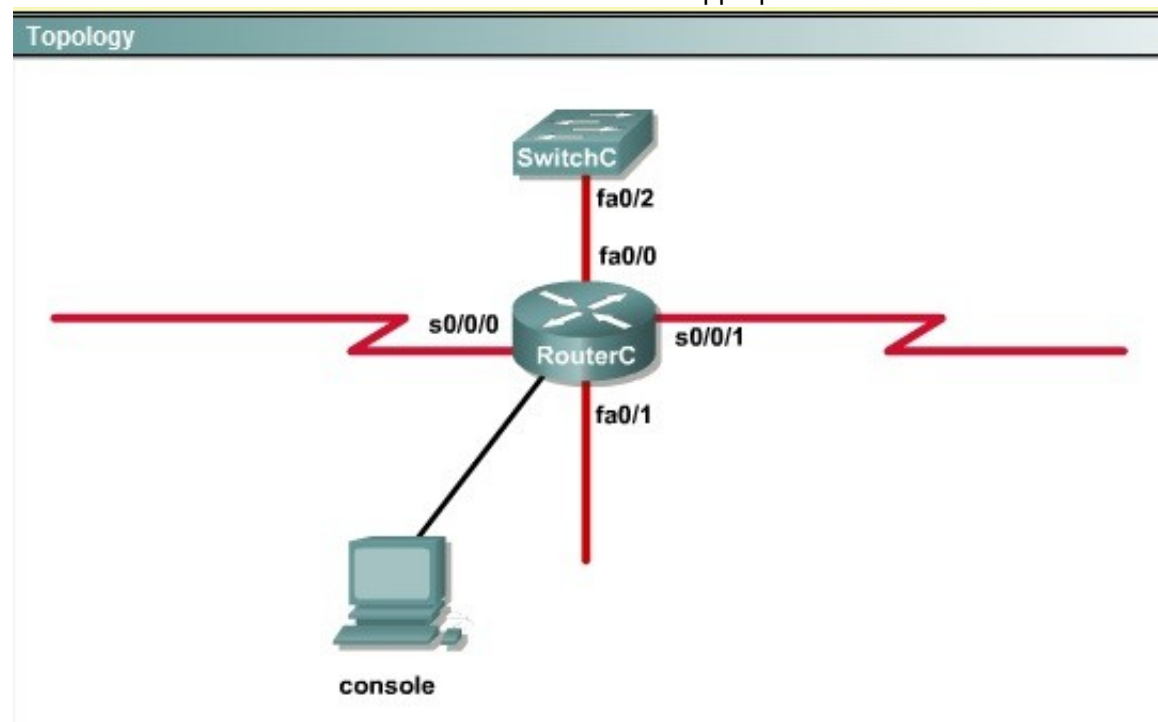 Topology
SwitchC
fa0/2
fa0/0
s0/0/0
s0/0/1
RouterC
fa0/1
console